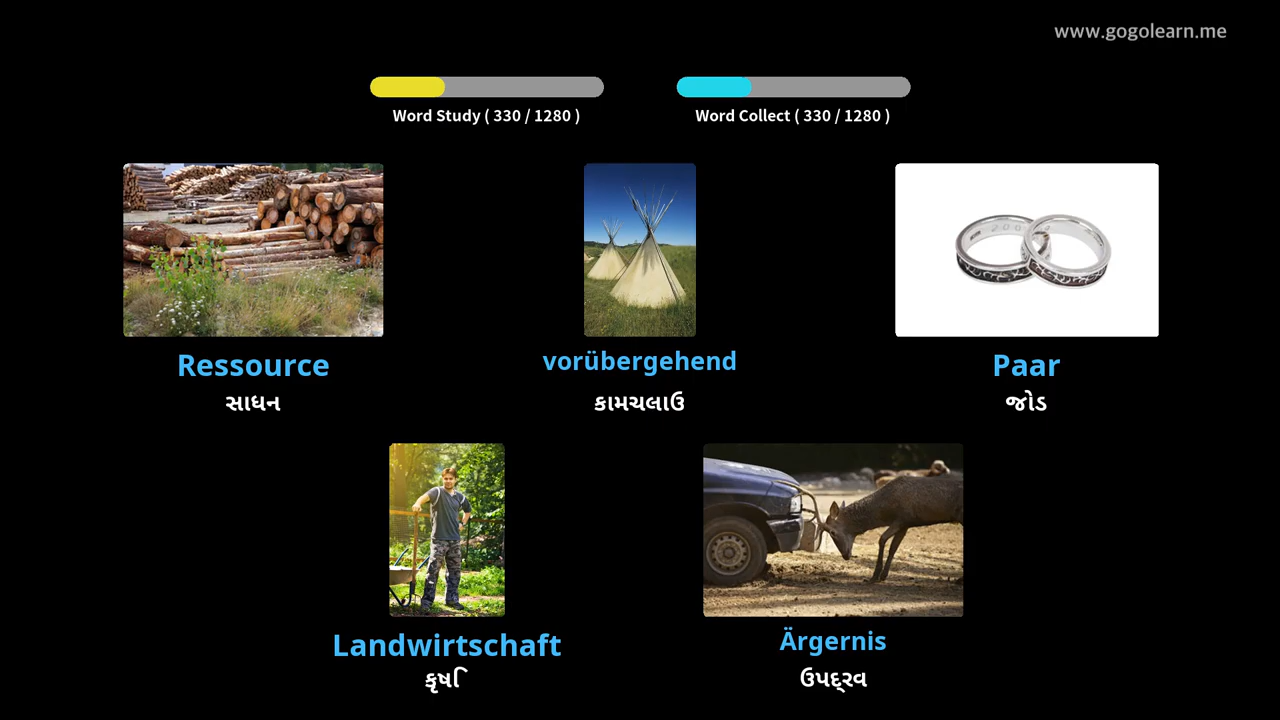 www.gogolearn.me
Word Study ( 330 / 1280 )
Word Collect ( 330 / 1280 )
Ressource
સાધન
vorübergehend
કામચલાઉ
Paar
જોડ
Landwirtschaft
કૃષિ
Ärgernis
ઉપદ્રવ